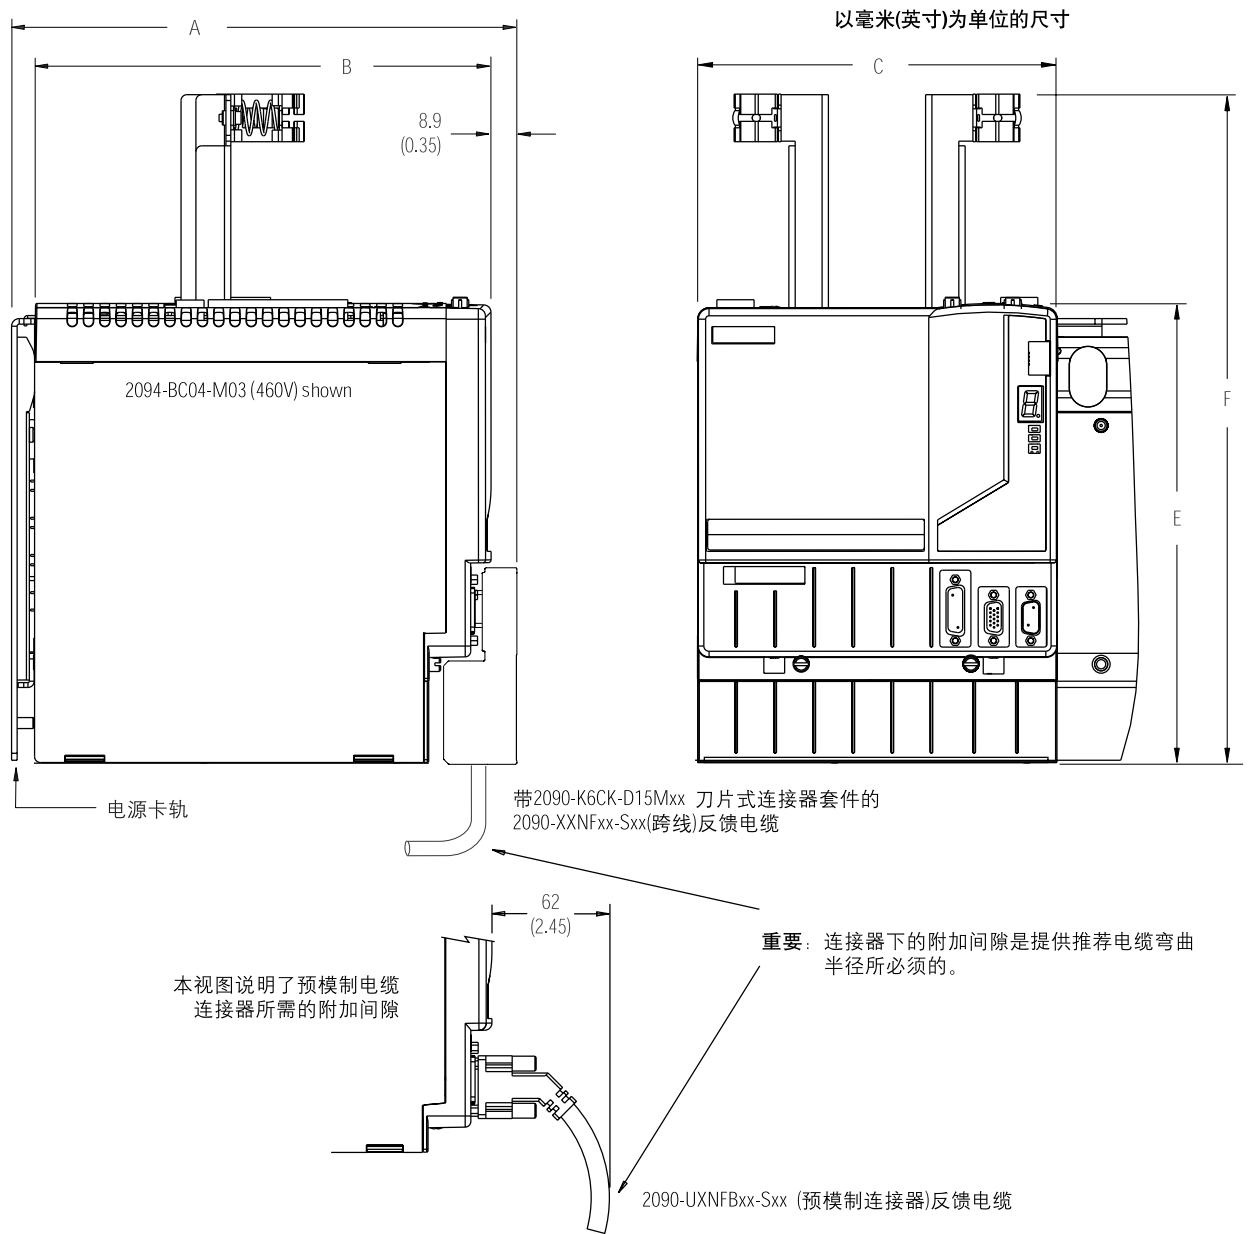 以毫米(英寸)为单位的尺寸
A
B
C
8.9
(0.35)
2094-BC04-M03 (460V) shown
F
E
电源卡轨
带2090-K6CK-D15Mxx 刀片式连接器套件的
2090-XXNFxx-Sxx(跨线)反馈电缆
62
(2.45)
重要：连接器下的附加间隙是提供推荐电缆弯曲
半径所必须的。
本视图说明了预模制电缆
连接器所需的附加间隙
2090-UXNFBxx-Sxx (预模制连接器)反馈电缆